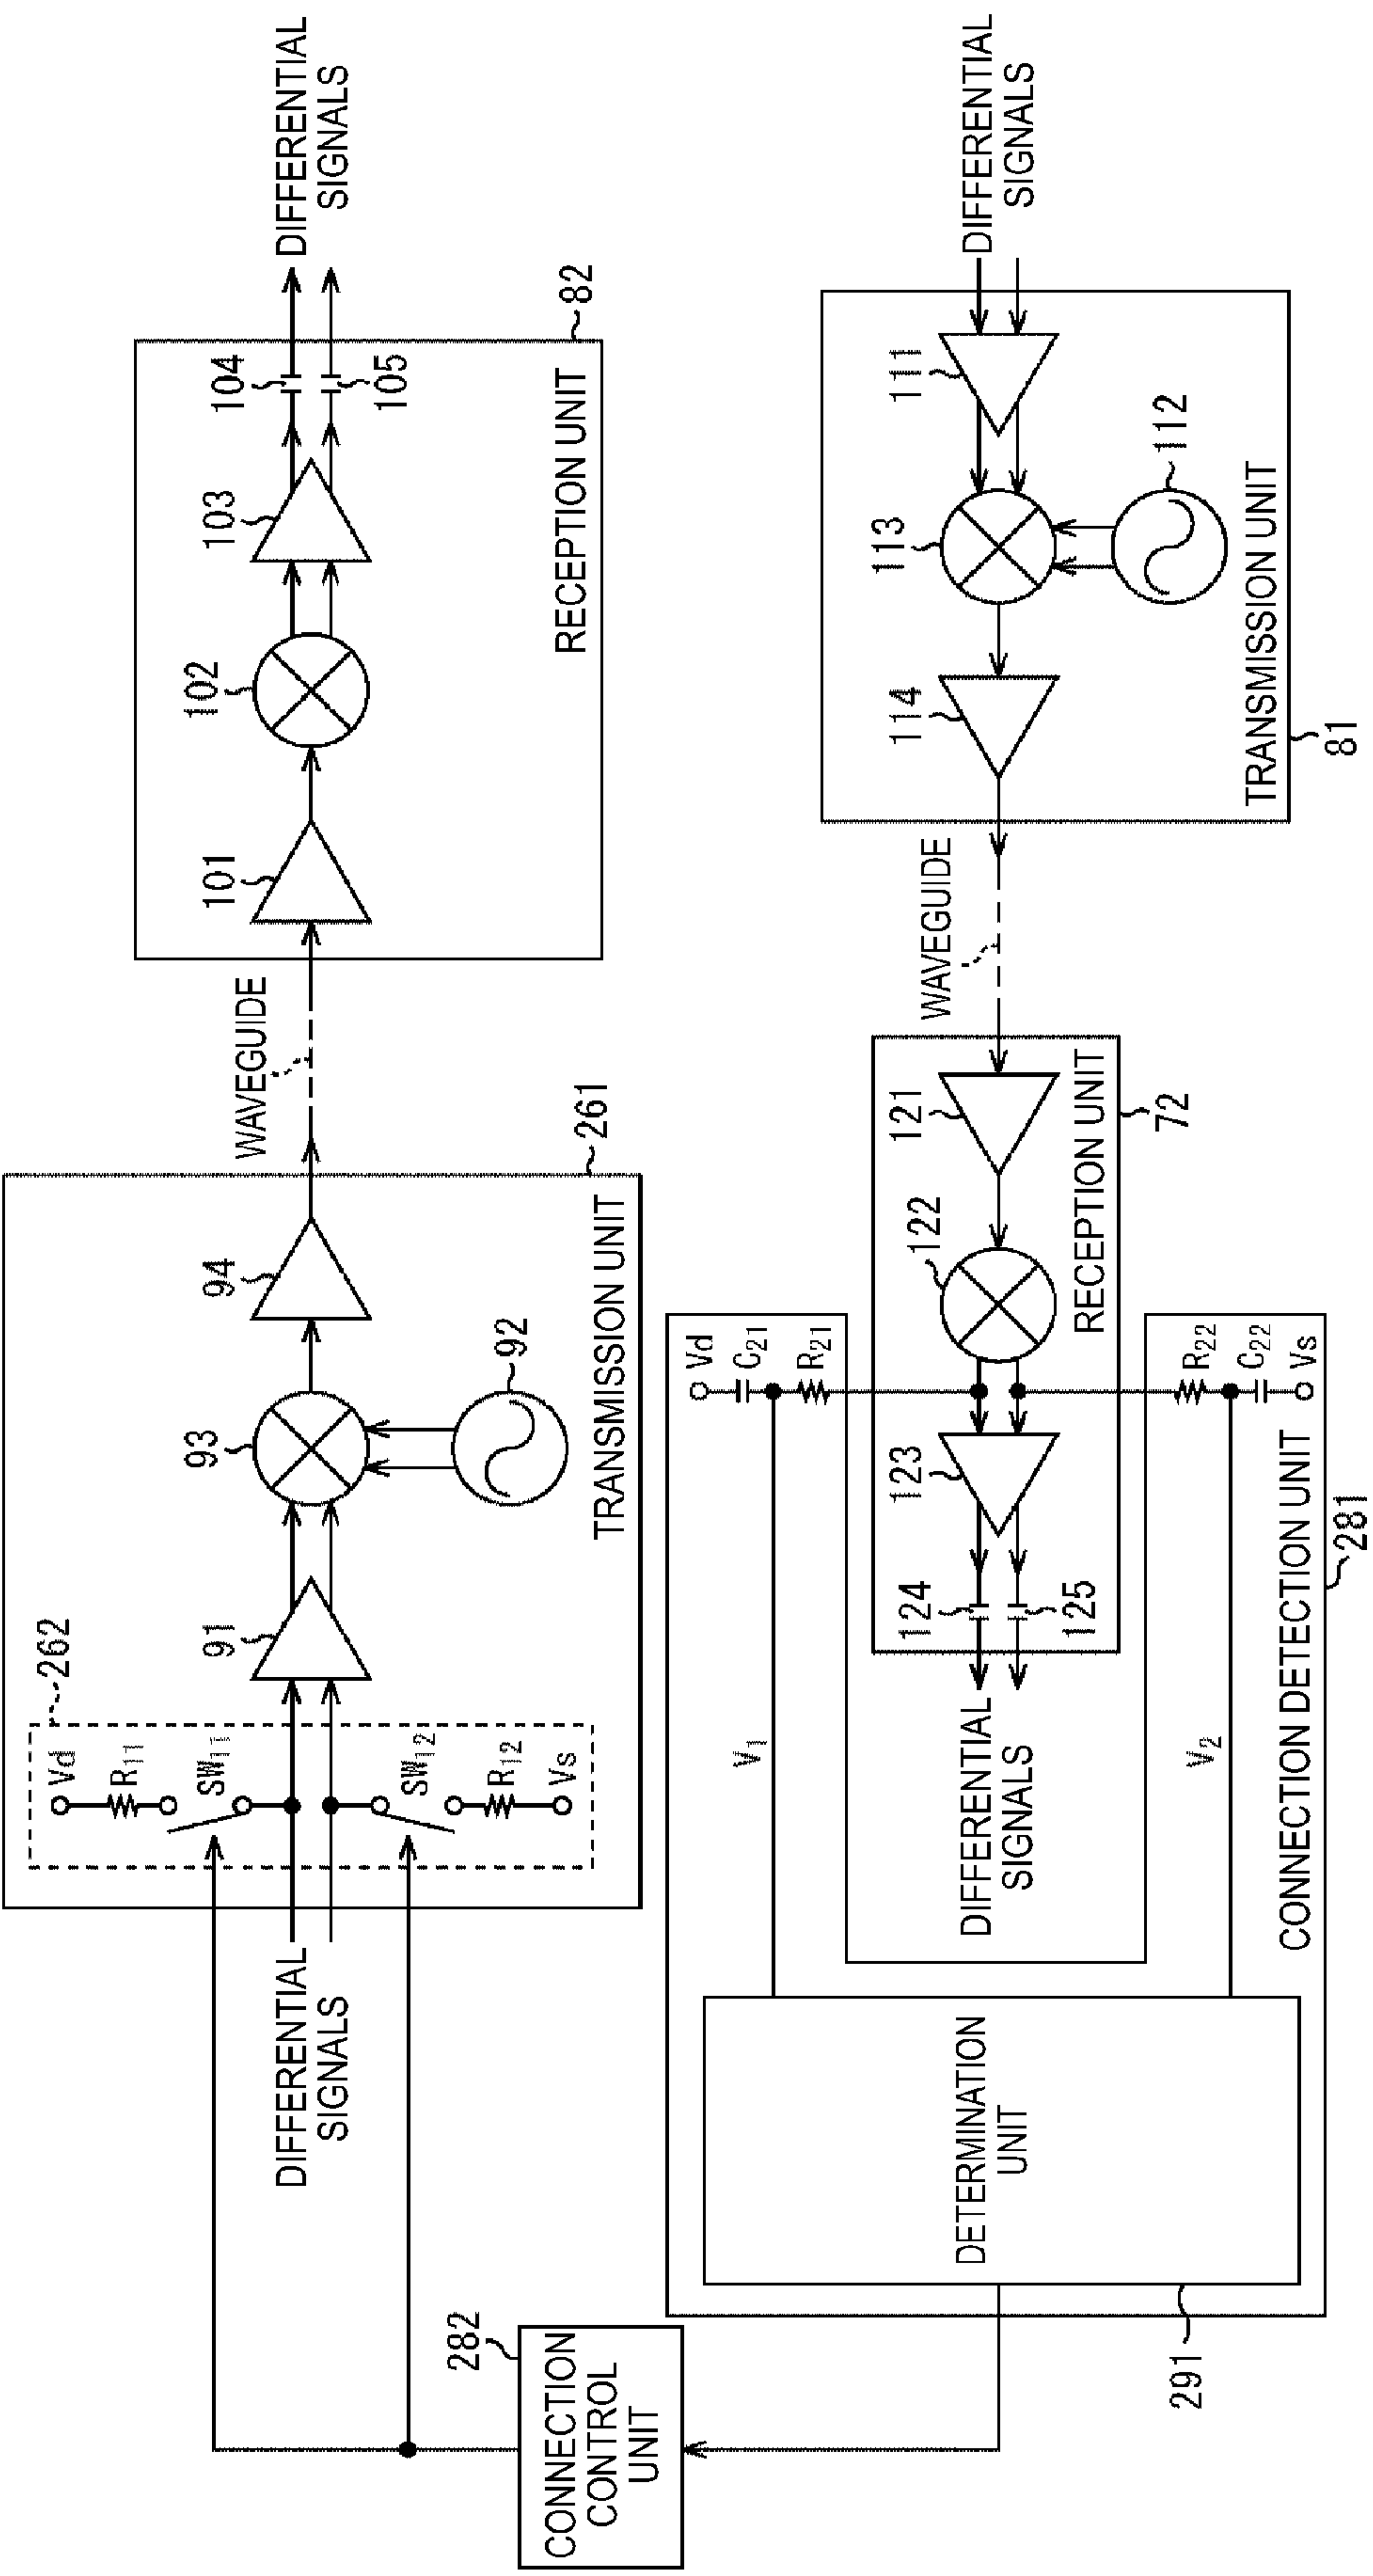 262
Vd
R11
SW11
SW12
R12
Vs
DIFFERENTIAL
SIGNALS
91
93
92
94
TRANSMISSION UNIT
261
WAVEGUIDE
101
102
103
104
105
RECEPTION UNIT
82
DIFFERENTIAL
SIGNALS
282
CONNECTION
CONTROL
UNIT
DETERMINATION
UNIT
291
V1
V2
DIFFERENTIAL
SIGNALS
124
125
123
122
121
RECEPTION UNIT
72
Vd
C21
R21
R22
C22
Vs
CONNECTION DETECTION UNIT
281
WAVEGUIDE
114
113
112
111
TRANSMISSION UNIT
81
DIFFERENTIAL
SIGNALS